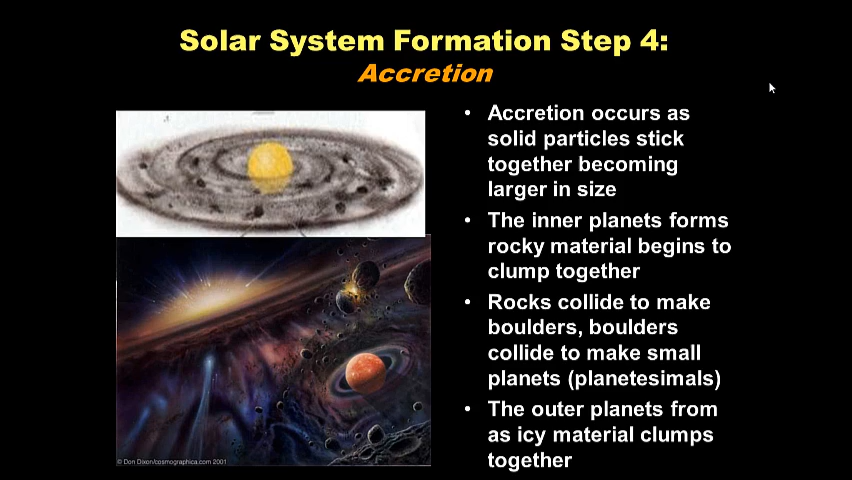 Solar System Formation Step 4:
Accretion
• Accretion occurs as
solid particles stick
together becoming
larger in size
• The inner planets forms
rocky material begins to
clump together
• Rocks collide to make
boulders, boulders
collide to make small
planets (planetesimals)
• The outer planets from
as icy material clumps
together
© Don Dixon/cosmographica.com 2001